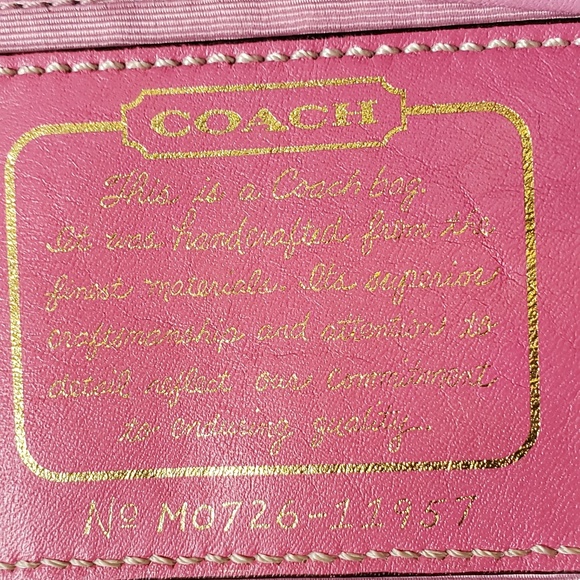 COACH
This is a Coach bag.
It was handcrafted from the
finest materials. Its superior
craftsmanship and attention to
detail reflect our commitment
to enduring quality.
Nº M0726-11957